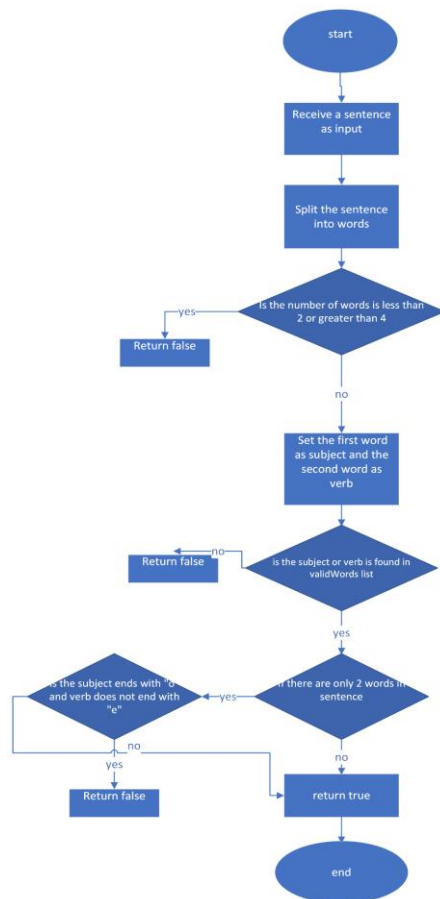 start
Receive a sentence
as input
Split the sentence
into words
Is the number of words is less than
2 or greater than 4
yes
Return false
no
Set the first word
as subject and the
second word as
verb
is the subject or verb is found in
validWords list
no
Return false
yes
If there are only 2 words in
sentence
yes
is the subject ends with "o"
and verb does not end with
"e"
no
yes
Return false
no
return true
end